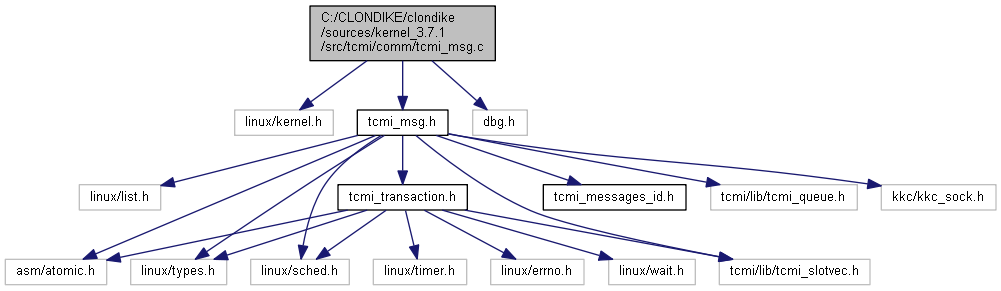 C:/CLONDIKE/clondike
/sources/kernel_3.7.1
/src/tcmi/comm/tcmi_msg.c
linux/kernel.h
tcmi_msg.h
dbg.h
linux/list.h
tcmi_transaction.h
tcmi_messages_id.h
tcmi/lib/tcmi_queue.h
kkc/kkc_sock.h
asm/atomic.h
linux/types.h
linux/sched.h
linux/timer.h
linux/errno.h
linux/wait.h
tcmi/lib/tcmi_slotvec.h